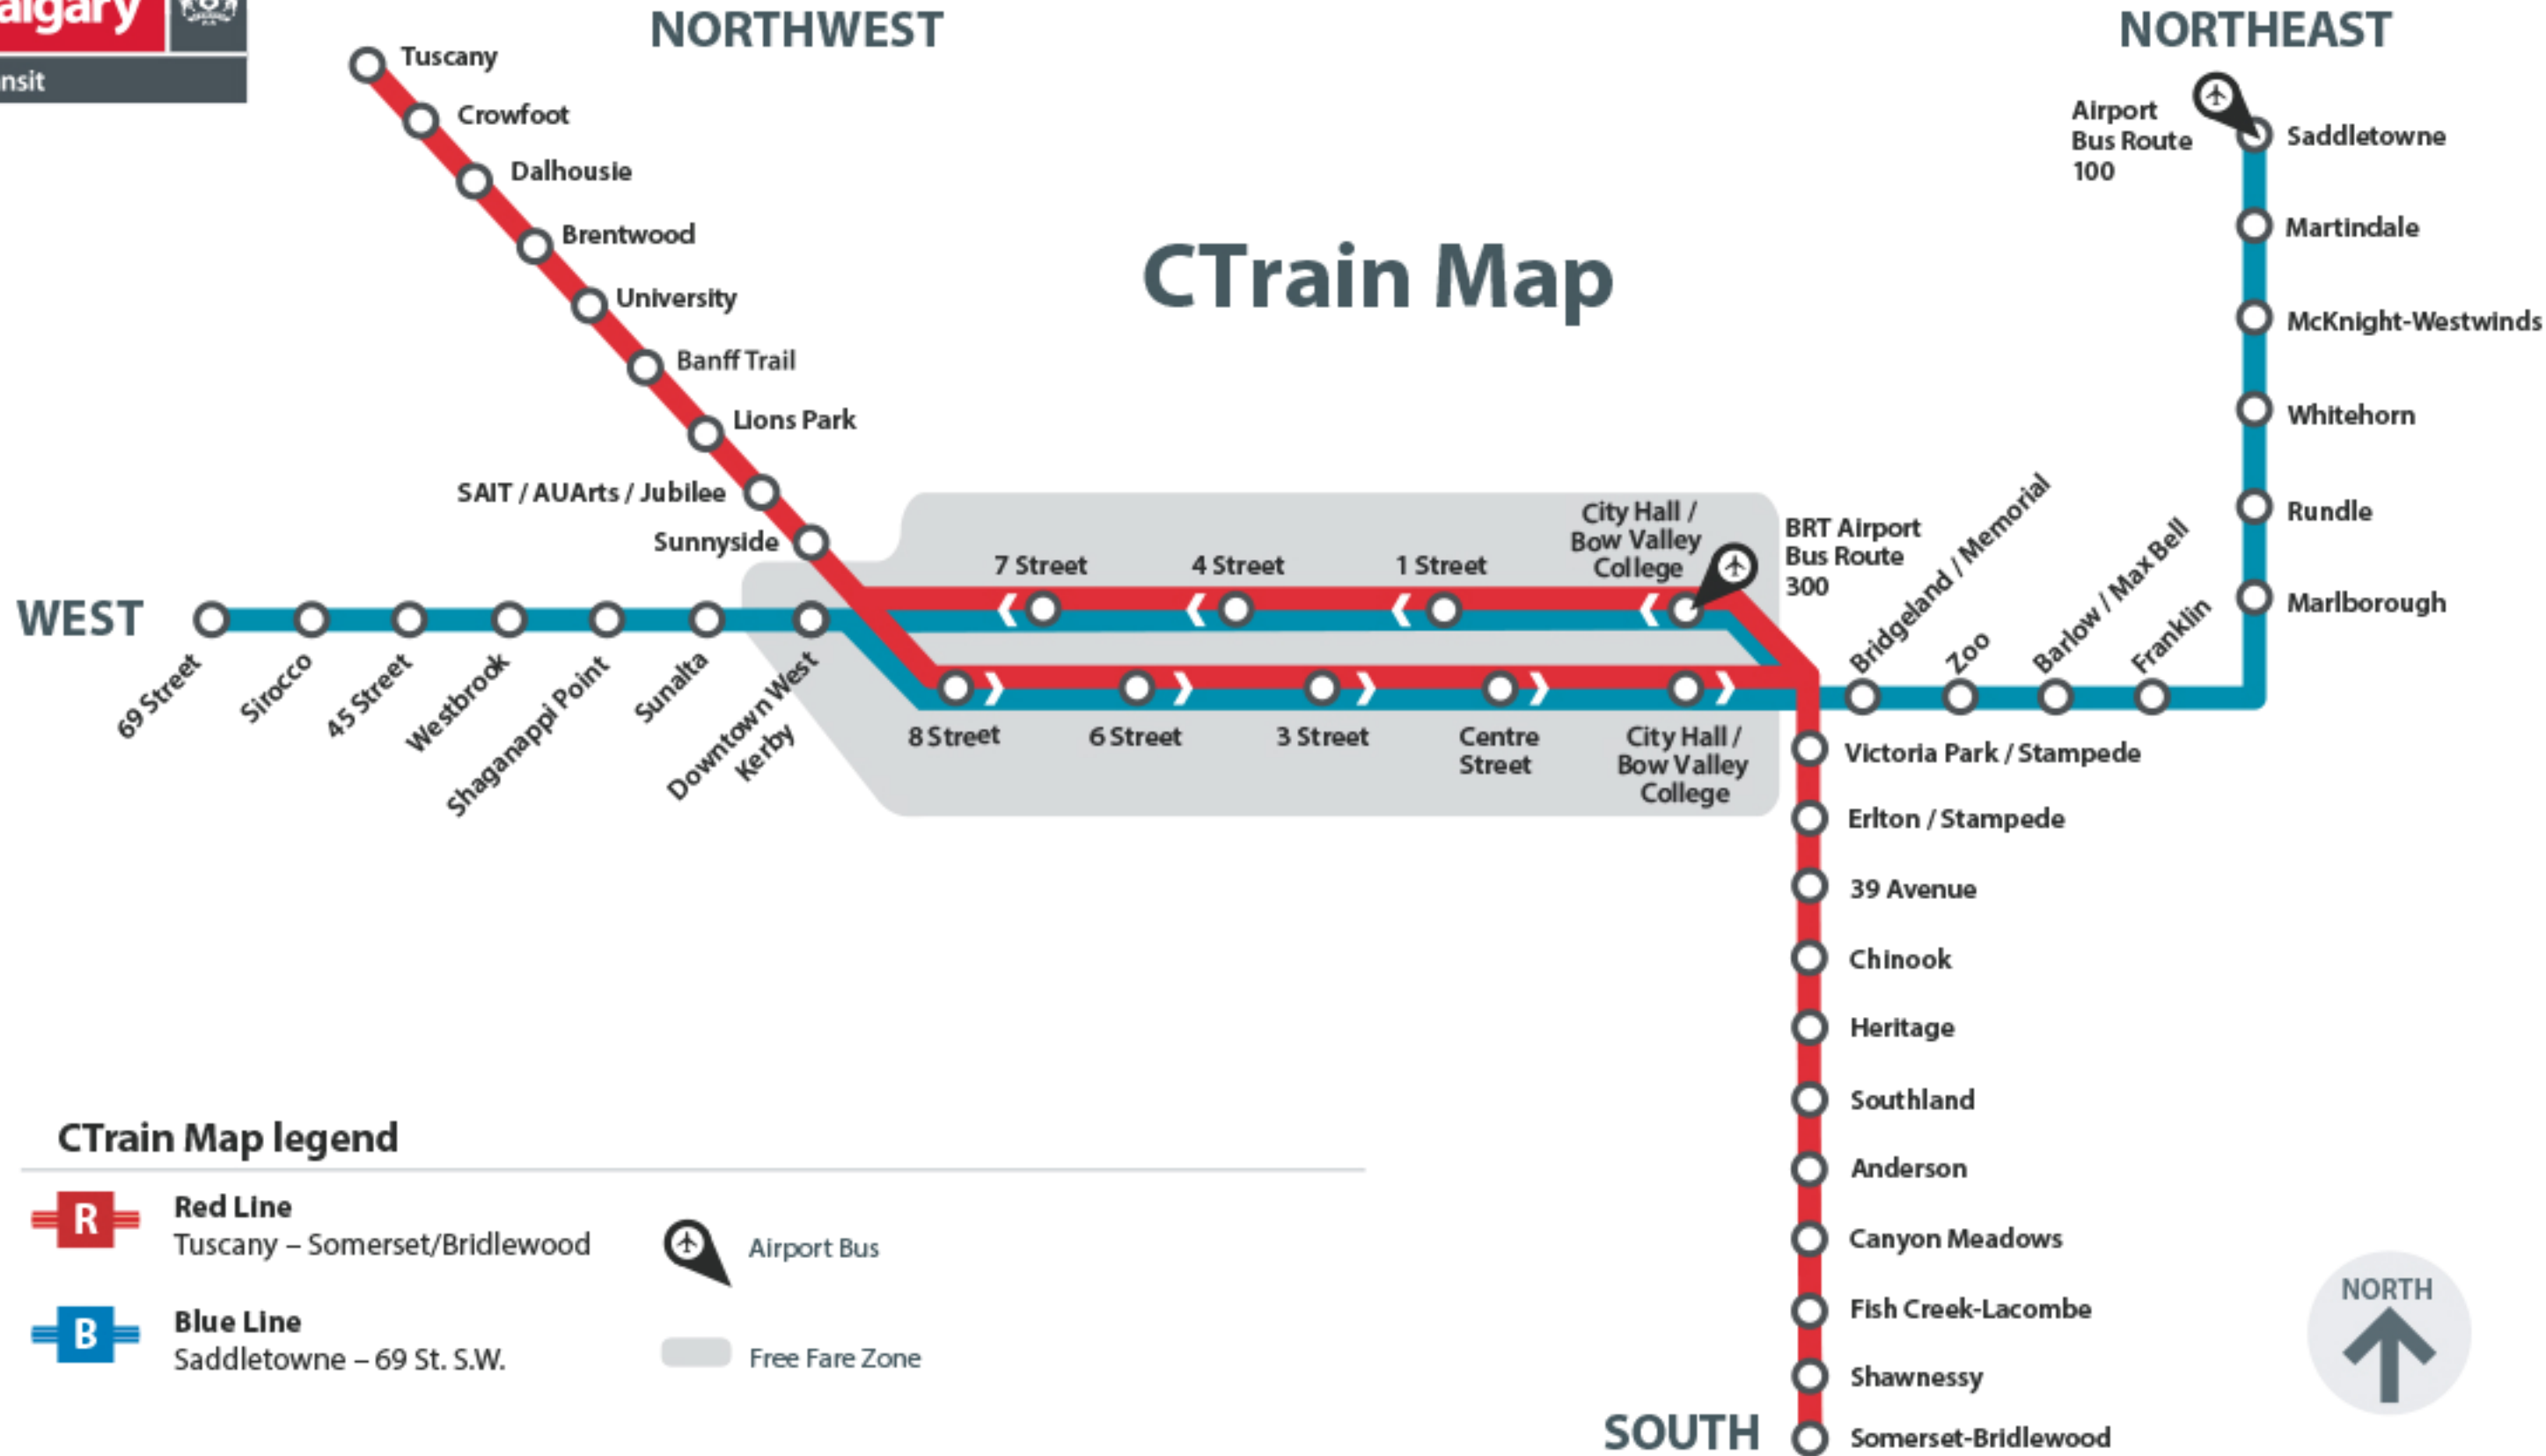 algary
nsit
NORTHWEST
NORTHEAST
Tuscany
Crowfoot
Dalhousie
Brentwood
University
Banff Trail
Lions Park
SAIT / AUArts / Jubilee
Sunnyside
CTrain Map
Airport
Bus Route
100
Saddletowne
Martindale
McKnight-Westwinds
Whitehorn
Rundle
Marlborough
WEST
69 Street
Sirocco
45 Street
Westbrook
Shaganappi Point
Sunalta
Downtown West
Kerby
7 Street
4 Street
1 Street
City Hall /
Bow Valley
College
BRT Airport
Bus Route
300
8 Street
6 Street
3 Street
Centre
Street
City Hall /
Bow Valley
College
Bridgeland / Memorial
Zoo
Barlow / Max Bell
Franklin
Victoria Park / Stampede
Erlton / Stampede
39 Avenue
Chinook
Heritage
Southland
Anderson
Canyon Meadows
Fish Creek-Lacombe
Shawnessy
Somerset-Bridlewood
SOUTH
CTrain Map legend
R
Red Line
Tuscany – Somerset/Bridlewood
B
Blue Line
Saddletowne – 69 St. S.W.
Airport Bus
Free Fare Zone
NORTH